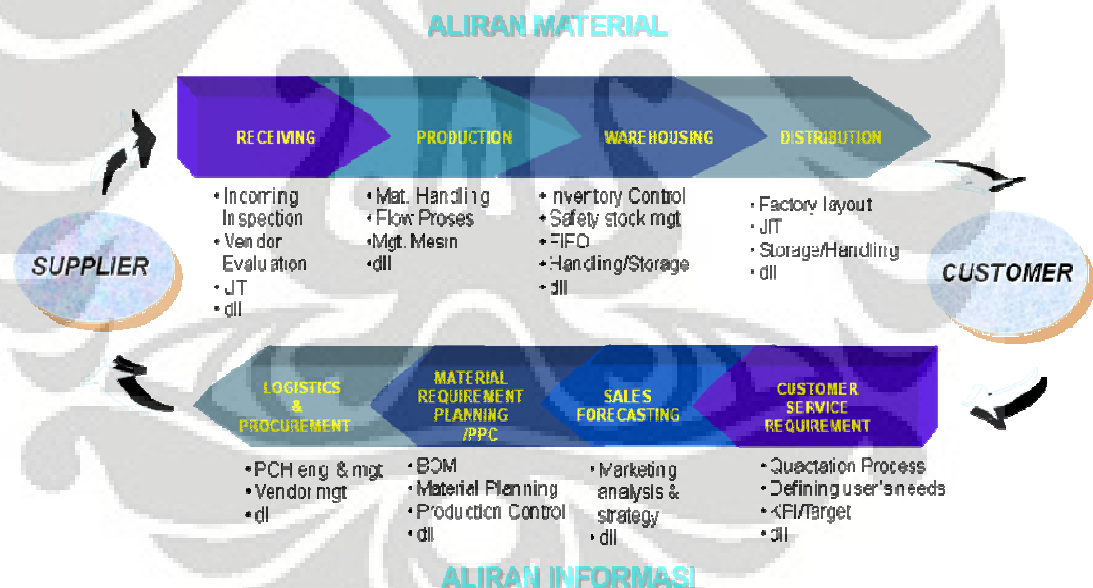 ALIRAN MATERIAL
RECEIVING
PRODUCTION
WAREHOUSING
DISTRIBUTION
• Incoming
Inspection
• Vendor
Evaluation
• JIT
• dll
• Mat. Handling
• Flow Proses
• Mgt. Mesin
• dll
• nventory Control
• Safety stock mgt
• FIFO
• Handling/Storage
• dll
• Factory layout
• JIT
• Storage/Handling
• dll
SUPPLIER
CUSTOMER
LOGISTICS
&
PROCUREMENT
MATERIAL
REQUIREMENT
PLANNING
/PPC
SALES
FORECASTING
CUSTOMER
SERVICE
REQUIREMENT
• PCH eng & mgt
• Vendor mgt
• dl
• BOM
• Material Planning
• Production Control
• dll
• Marketing
analysis &
strategy
• dll
• Quactation Process
• Defining user's needs
• KPI/Target
• dll
ALIRAN INFORMASI